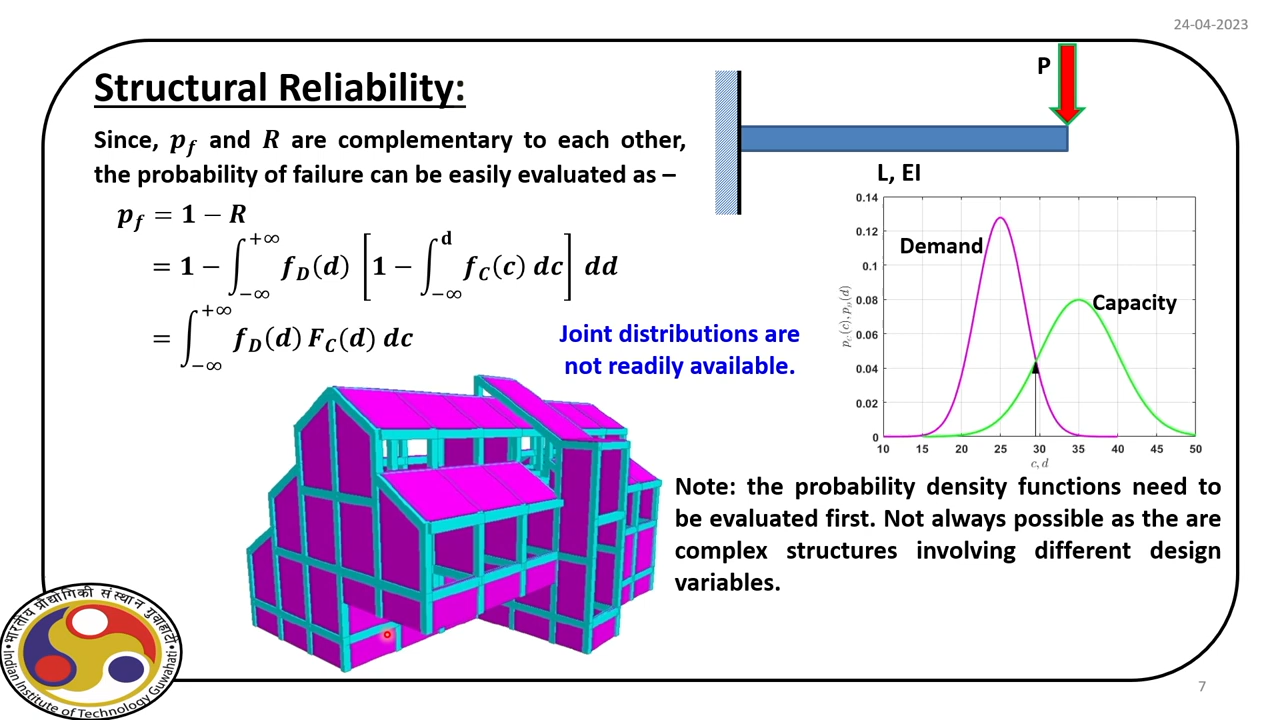 24-04-2023
Structural Reliability:
Since, p_f and R are complementary to each other,
the probability of failure can be easily evaluated as –
p_f = 1 − R
= 1 − ∫_{−∞}^{+∞} f_D(d) [1 − ∫_{−∞}^{d} f_C(c) dc] dd
= ∫_{−∞}^{+∞} f_D(d) F_C(d) dc
Joint distributions are
not readily available.
P
L, EI
0.14
0.12
0.1
0.08
0.06
0.04
0.02
0
10 15 20 25 30 35 40 45 50
c, d
p_C(c), p_D(d)
Demand
Capacity
Note: the probability density functions need to
be evaluated first. Not always possible as the are
complex structures involving different design
variables.
भारतीय प्रौद्योगिकी संस्थान गुवाहाटी
Indian Institute of Technology Guwahati
7